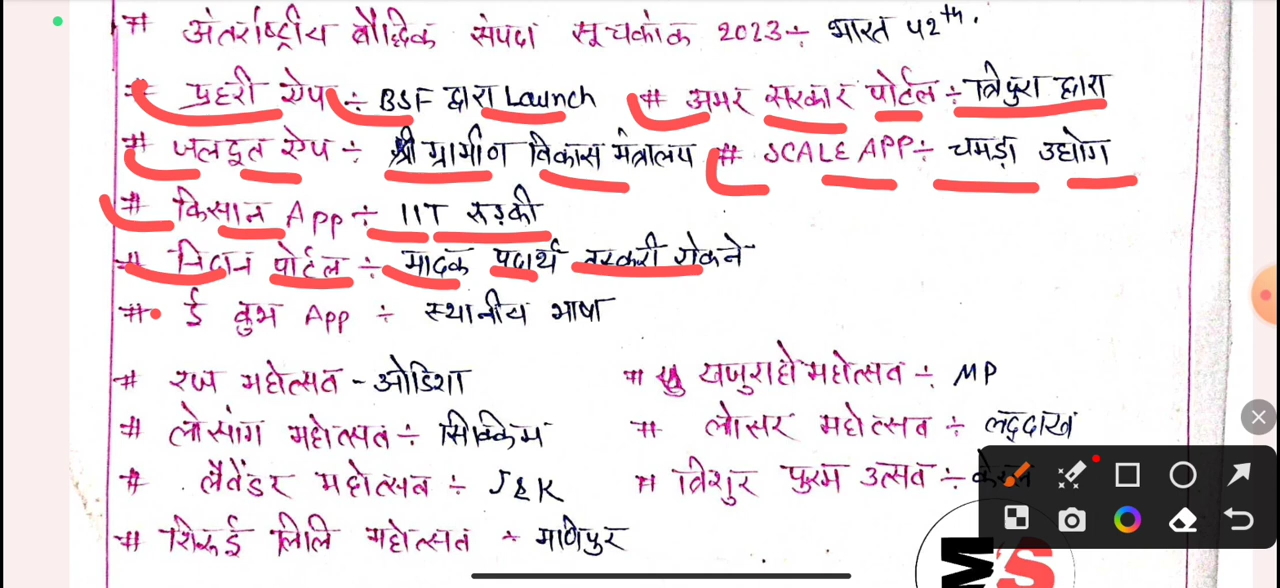 # अंतर्राष्ट्रीय बौद्धिक संपदा सूचकांक 2023 ÷ भारत 42th.
# प्रहरी ऐप ÷ BSF द्वारा Launch # अमर सरकार पोर्टल ÷ त्रिपुरा द्वारा
# जलदूत ऐप ÷ ग्रामीण विकास मंत्रालय # SCALE APP ÷ चमड़ा उद्योग
# किसान App ÷ IIT रुड़की
# निदान पोर्टल ÷ मादक पदार्थ तस्करी रोकने
# ई कुंभ App ÷ स्थानीय भाषा
# रज महोत्सव - ओडिशा # खजुराहो महोत्सव ÷ MP
# लोसांग महोत्सव ÷ सिक्किम # लोसर महोत्सव ÷ लद्दाख
# लैवेंडर महोत्सव ÷ J&K # त्रिशुर पुरम उत्सव ÷
# शिरुई लिलि महोत्सव ÷ मणिपुर
MS